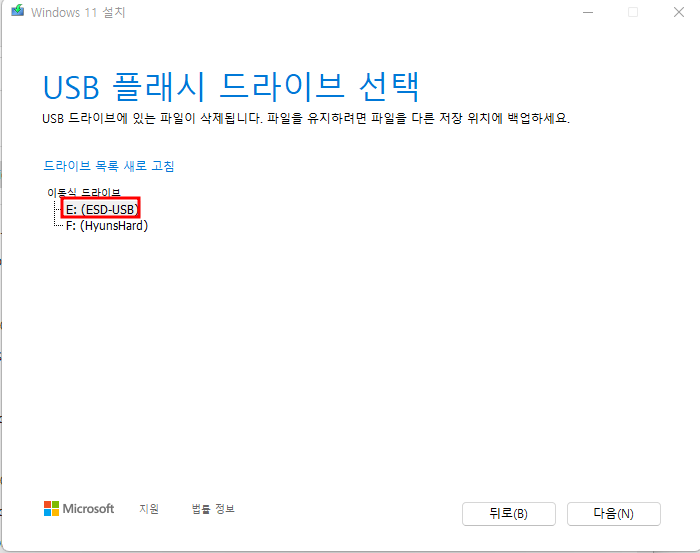 Windows 11 설치
USB 플래시 드라이브 선택
USB 드라이브에 있는 파일이 삭제됩니다. 파일을 유지하려면 파일을 다른 저장 위치에 백업하세요.
드라이브 목록 새로 고침
이동식 드라이브
E: (ESD-USB)
F: (HyunsHard)
Microsoft 지원 법률 정보
뒤로(B) 다음(N)